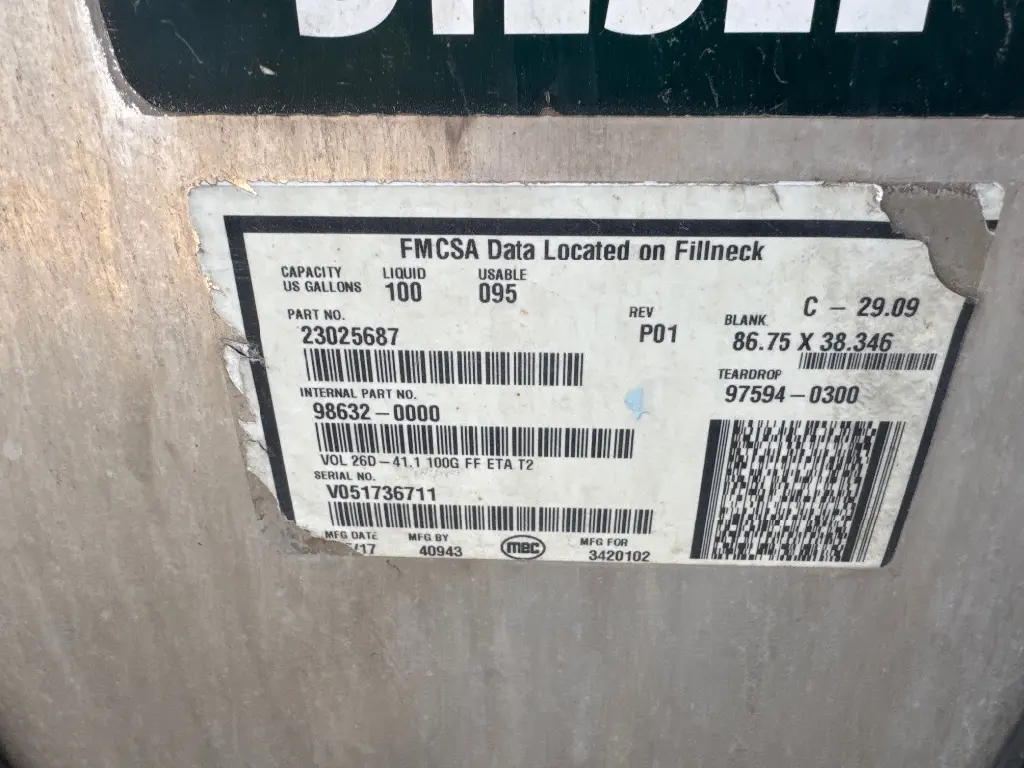 FMCSA Data Located on Fillneck
CAPACITY LIQUID USABLE
US GALLONS 100 095
C - 29.09
PART NO. REV BLANK
23025687 P01 86.75 X 38.346
INTERNAL PART NO. TEARDROP
98632-0000 97594-0300
VOL 26D-41.1 100G FF ETA T2
SERIAL NO.
V051736711
MFG DATE MFG BY MFG FOR
/17 40943 mec 3420102